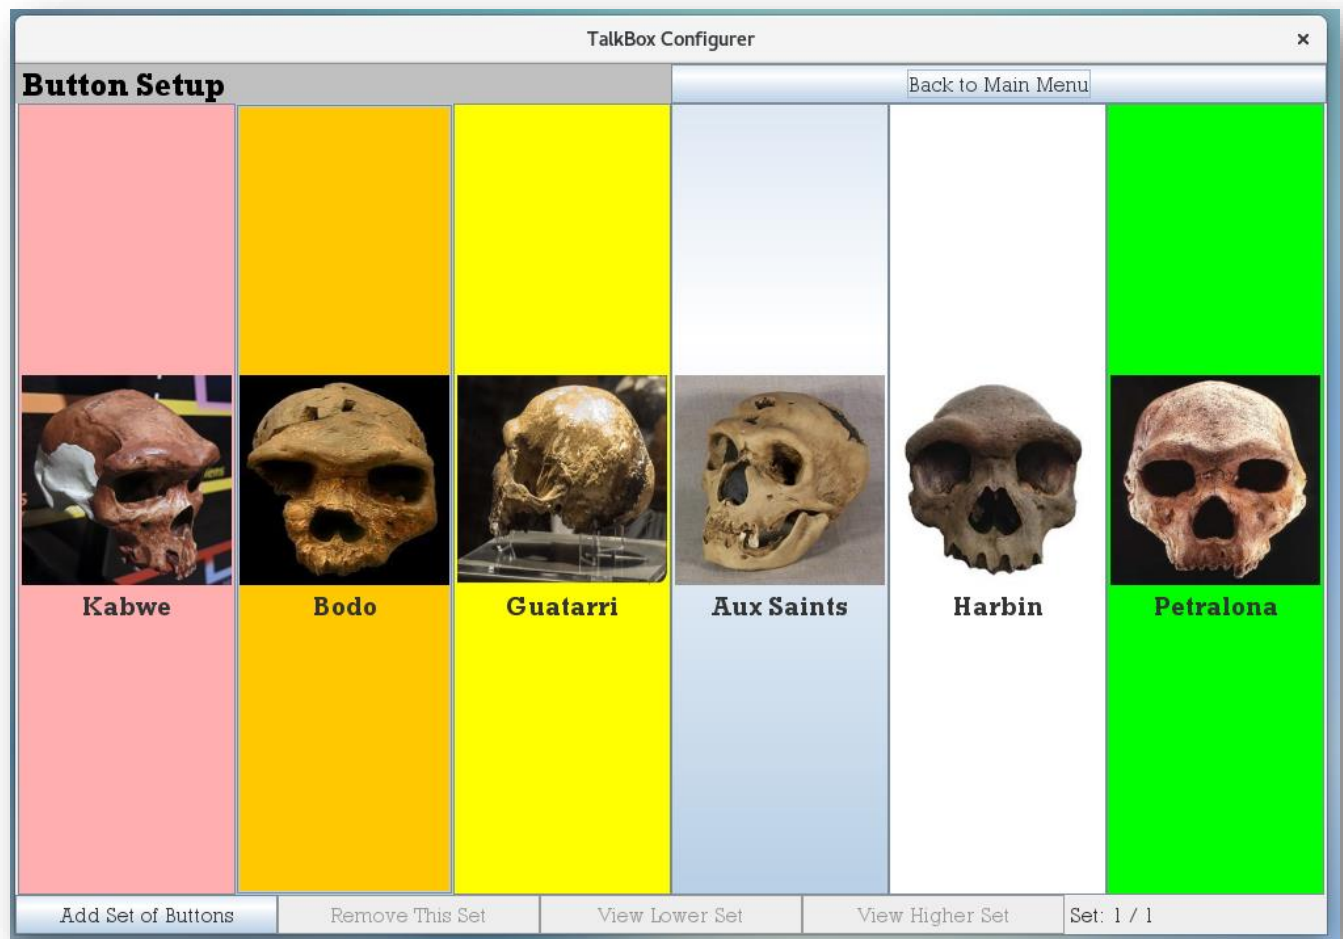 TalkBox Configurer
×
Button Setup
Back to Main Menu
Kabwe
Bodo
Guatarri
Aux Saints
Harbin
Petralona
Add Set of Buttons
Remove This Set
View Lower Set
View Higher Set
Set: 1 / 1